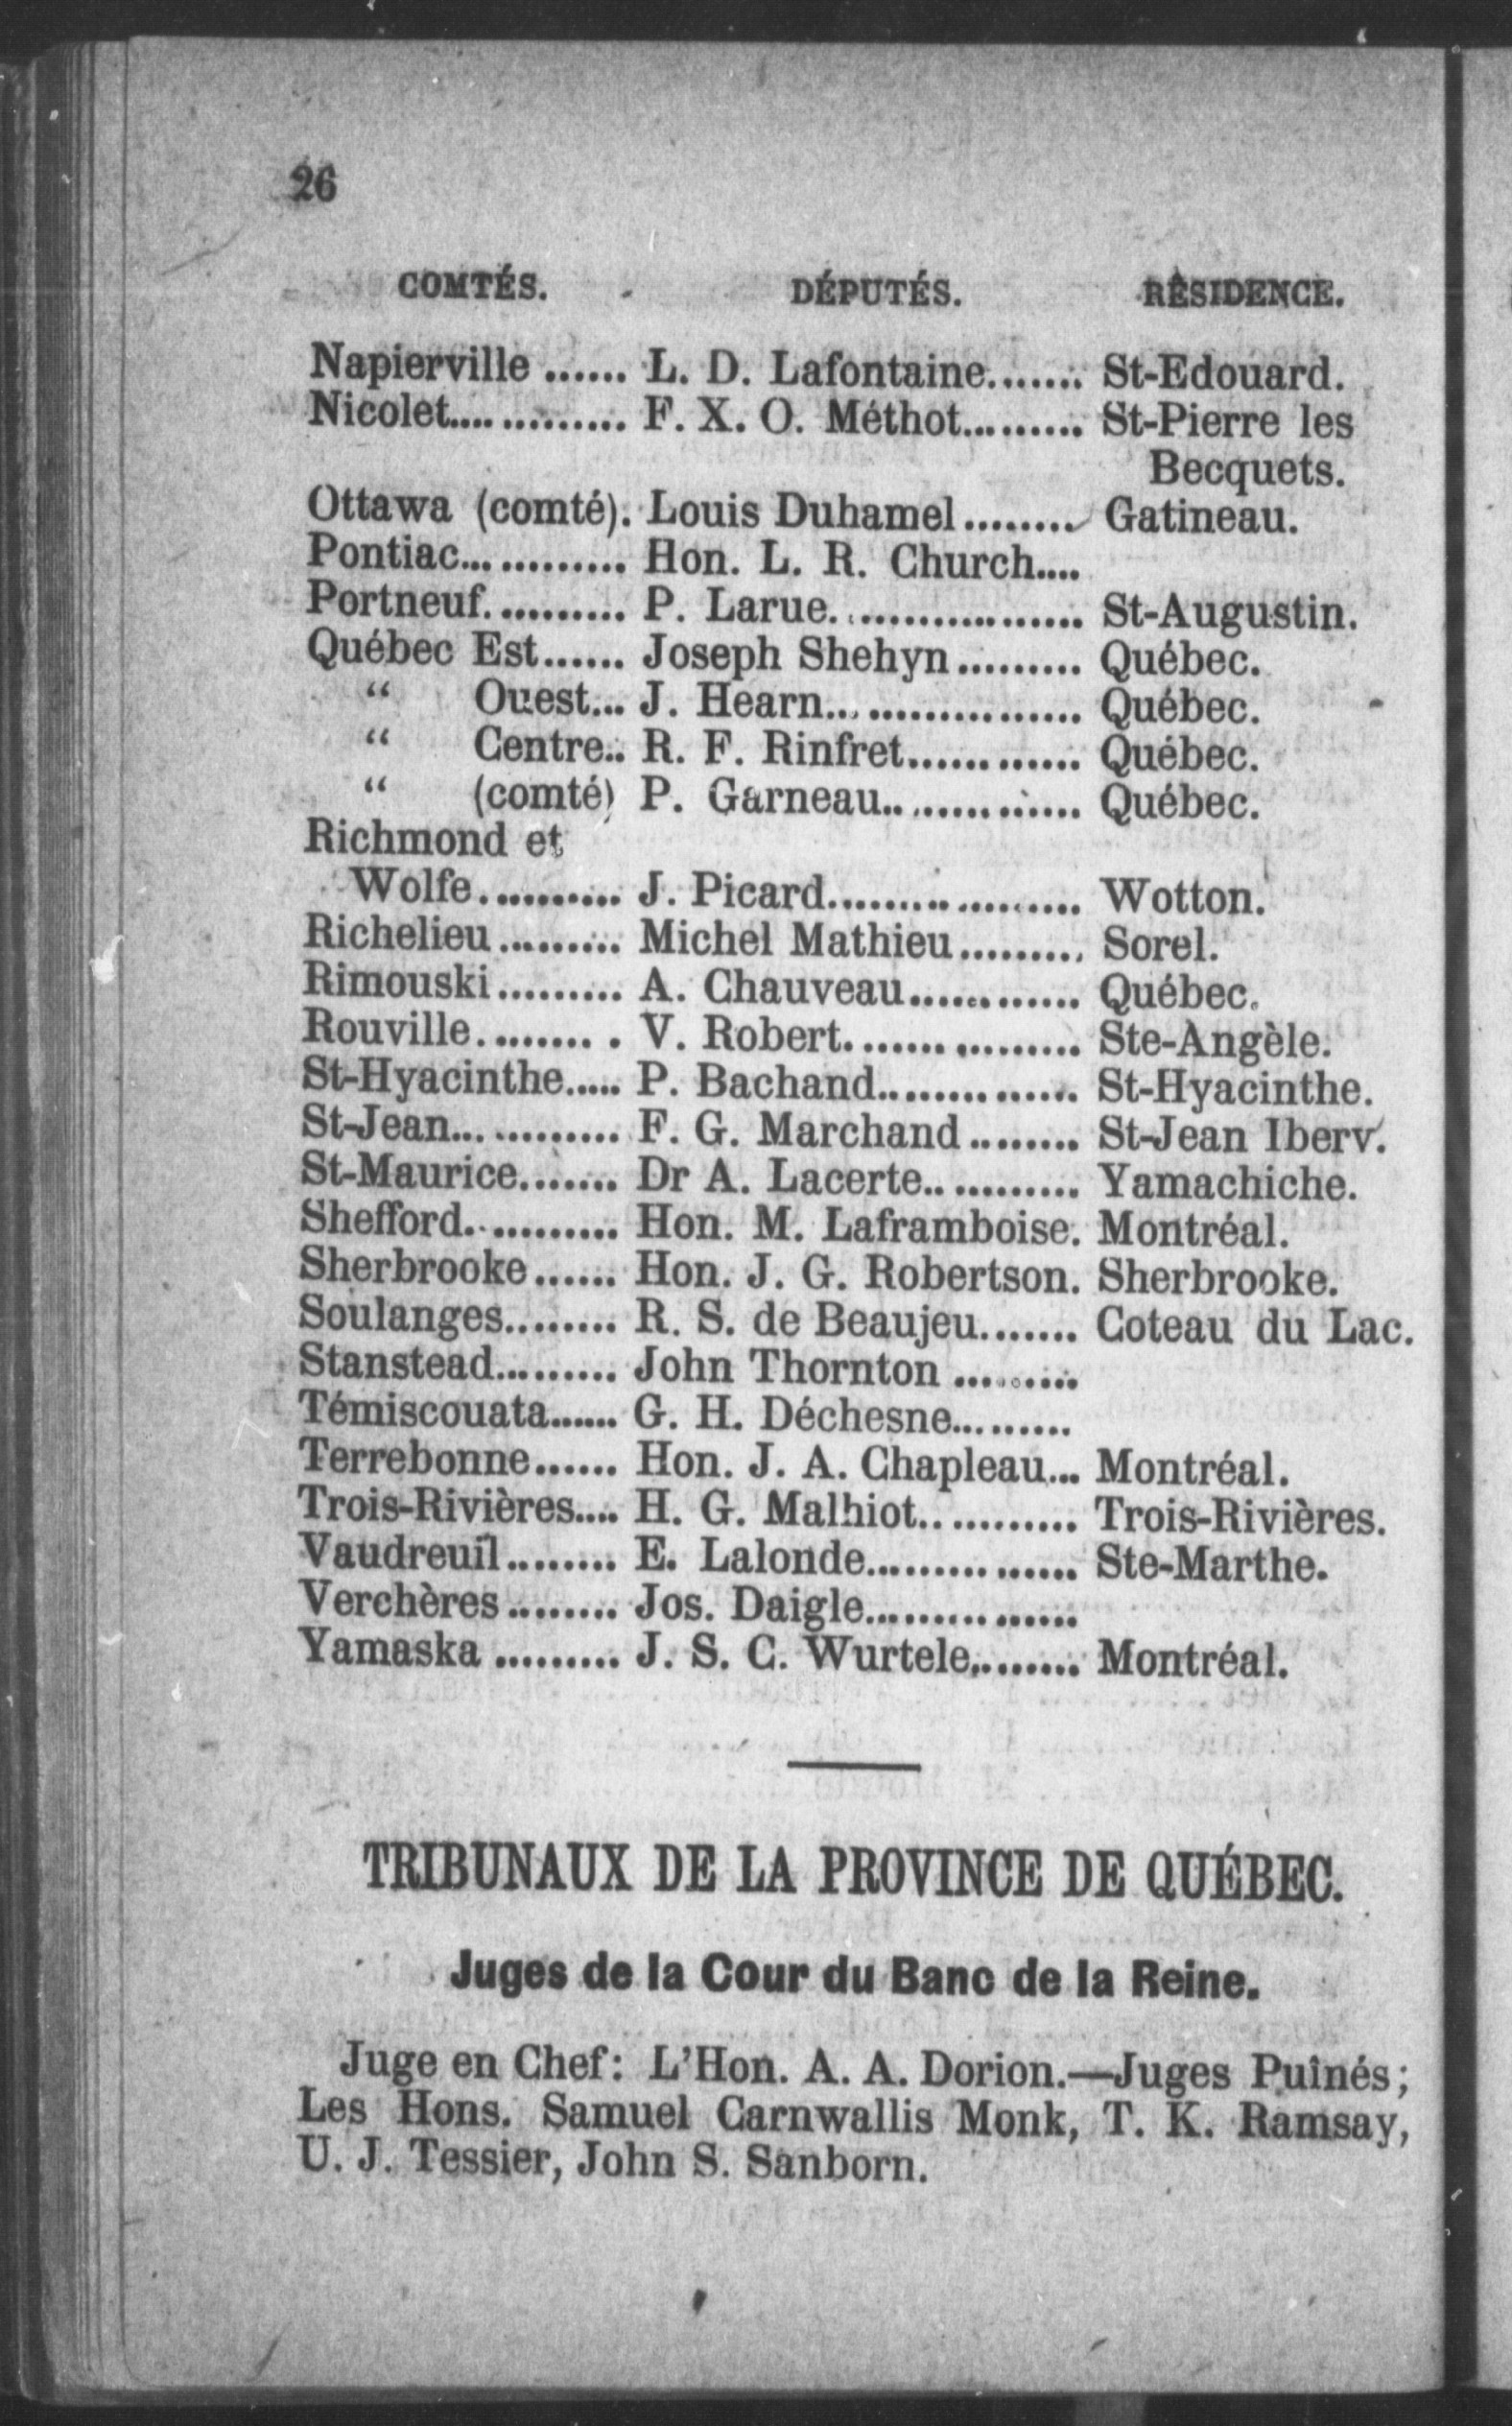 26
COMTÉS. DÉPUTÉS. RÉSIDENCE.
Napierville ...... L. D. Lafontaine....... St-Edouard.
Nicolet............. F. X. O. Méthot.......... St-Pierre les
Becquets.
Ottawa (comté). Louis Duhamel ........ Gatineau.
Pontiac............. Hon. L. R. Church....
Portneuf........... P. Larue................... St-Augustin.
Québec Est....... Joseph Shehyn ......... Québec.
“ Ouest... J. Hearn.................. Québec.
“ Centre.. R. F. Rinfret............. Québec.
“ (comté) P. Garneau............... Québec.
Richmond et
Wolfe........... J. Picard.................... Wotton.
Richelieu ......... Michel Mathieu ......... Sorel.
Rimouski ......... A. Chauveau............. Québec.
Rouville......... . V. Robert.................. Ste-Angèle.
St-Hyacinthe..... P. Bachand............... St-Hyacinthe.
St-Jean............. F. G. Marchand ......... St-Jean Iberv.
St-Maurice........ Dr A. Lacerte............ Yamachiche.
Shefford............ Hon. M. Laframboise. Montréal.
Sherbrooke ...... Hon. J. G. Robertson. Sherbrooke.
Soulanges......... R. S. de Beaujeu........ Coteau du Lac.
Stanstead.......... John Thornton ..........
Témiscouata...... G. H. Déchesne..........
Terrebonne...... Hon. J. A. Chapleau... Montréal.
Trois-Rivières.... H. G. Malhiot............ Trois-Rivières.
Vaudreuil ........ E. Lalonde................ Ste-Marthe.
Verchères ........ Jos. Daigle................
Yamaska ......... J. S. C. Wurtele......... Montréal.
TRIBUNAUX DE LA PROVINCE DE QUÉBEC.
Juges de la Cour du Banc de la Reine.
Juge en Chef: L'Hon. A. A. Dorion.—Juges Puînés;
Les Hons. Samuel Carnwallis Monk, T. K. Ramsay,
U. J. Tessier, John S. Sanborn.